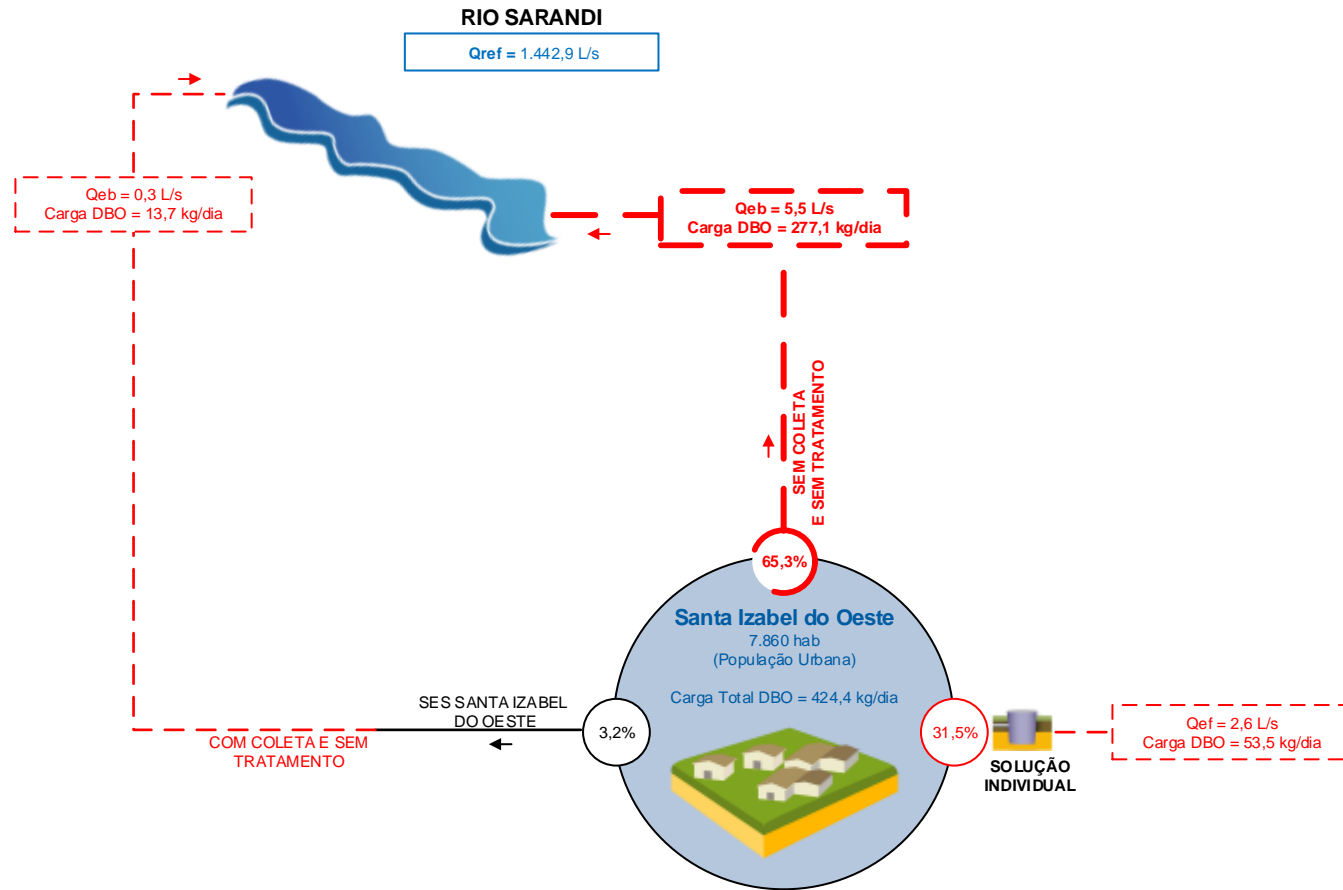 RIO SARANDI
Qref = 1.442,9 L/s
Qeb = 0,3 L/s
Carga DBO = 13,7 kg/dia
Qeb = 5,5 L/s
Carga DBO = 277,1 kg/dia
SEM COLETA
E SEM TRATAMENTO
65,3%
Santa Izabel do Oeste
7.860 hab
(População Urbana)
Carga Total DBO = 424,4 kg/dia
SES SANTA IZABEL
DO OESTE
3,2%
COM COLETA E SEM
TRATAMENTO
31,5%
SOLUÇÃO
INDIVIDUAL
Qef = 2,6 L/s
Carga DBO = 53,5 kg/dia